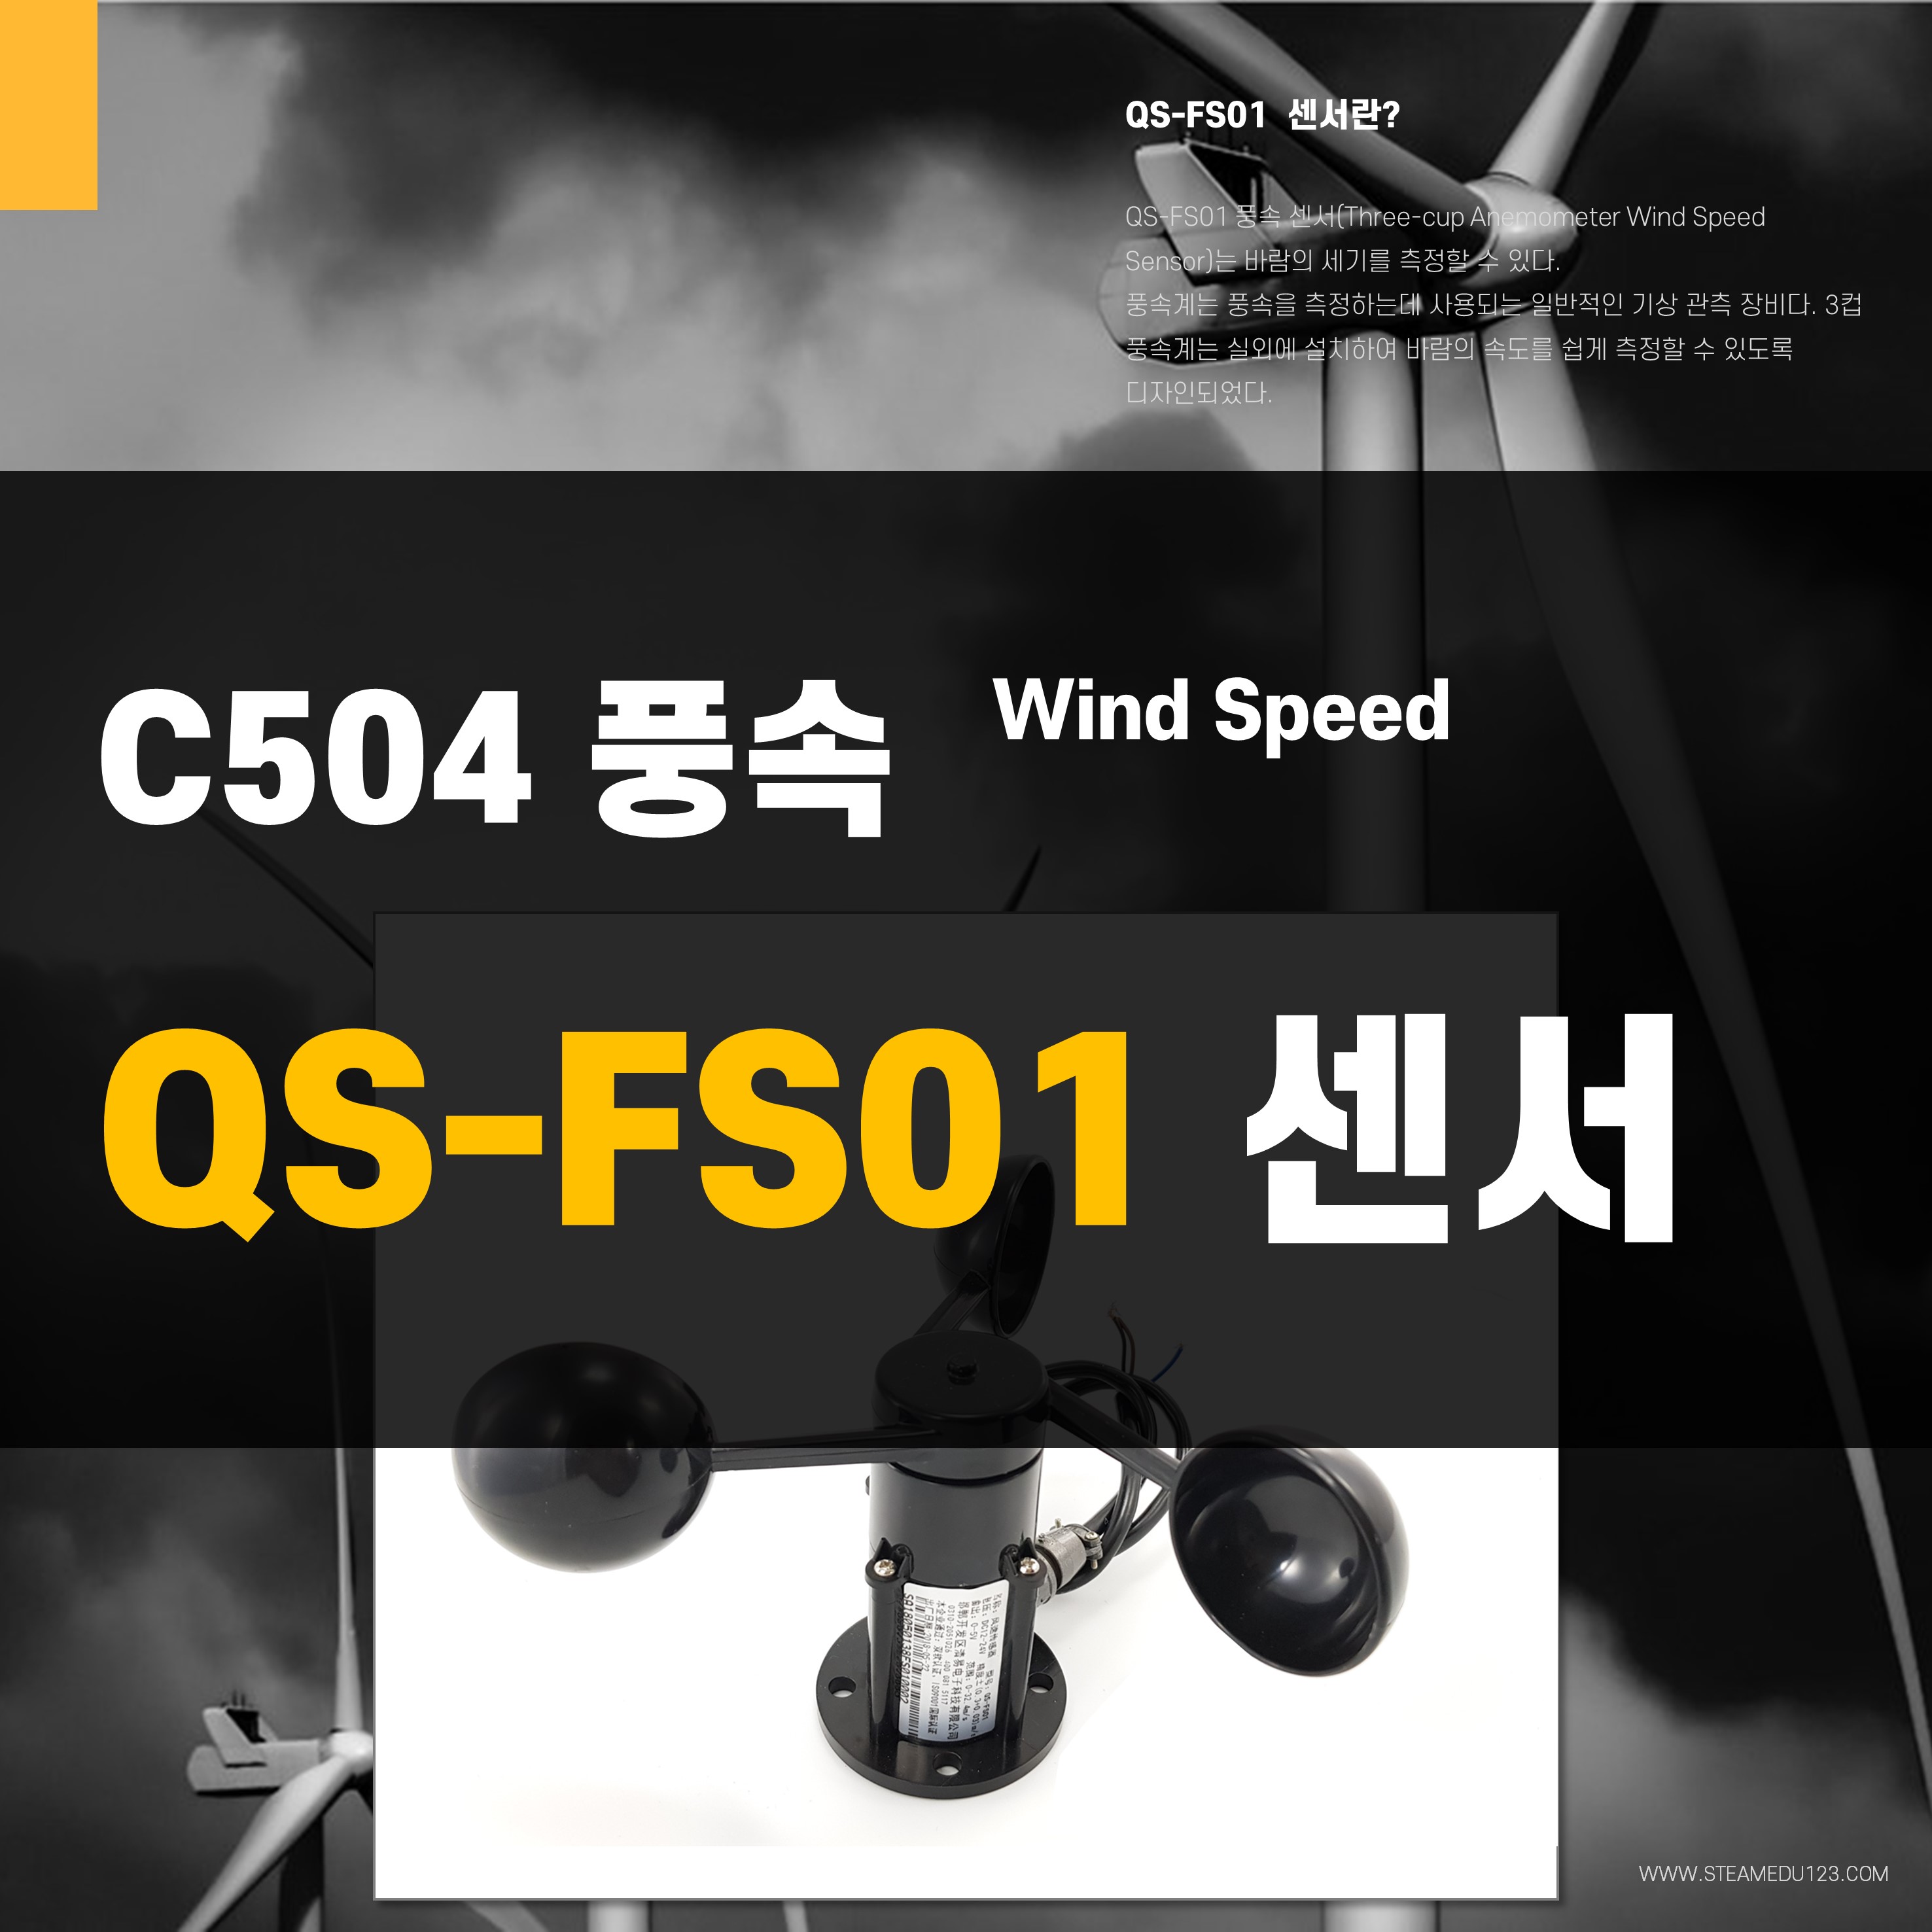 QS-FS01 센서란?
QS-FS01 풍속 센서(Three-cup Anemometer Wind Speed
Sensor)는 바람의 세기를 측정할 수 있다.
풍속계는 풍속을 측정하는데 사용되는 일반적인 기상 관측 장비다. 3컵
풍속계는 실외에 설치하여 바람의 속도를 쉽게 측정할 수 있도록
디자인되었다.
C504 풍속
Wind Speed
QS-FS01 센서
WWW.STEAMEDU123.COM